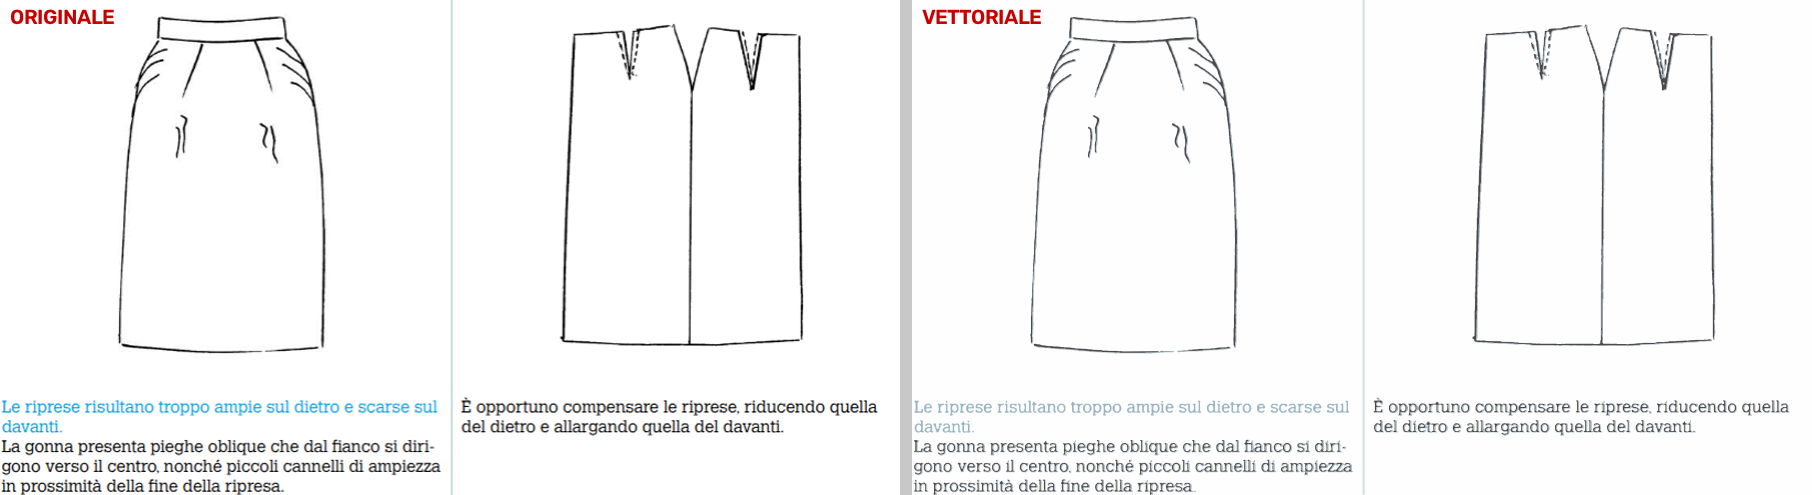 ORIGINALE
Le riprese risultano troppo ampie sul dietro e scarse sul
davanti.
La gonna presenta pieghe oblique che dal fianco si diri-
gono verso il centro, nonché piccoli cannelli di ampiezza
in prossimità della fine della ripresa.
È opportuno compensare le riprese, riducendo quella
del dietro e allargando quella del davanti.
VETTORIALE
Le riprese risultano troppo ampie sul dietro e scarse sul
davanti.
La gonna presenta pieghe oblique che dal fianco si diri-
gono verso il centro, nonché piccoli cannelli di ampiezza
in prossimità della fine della ripresa.
È opportuno compensare le riprese, riducendo quella
del dietro e allargando quella del davanti.